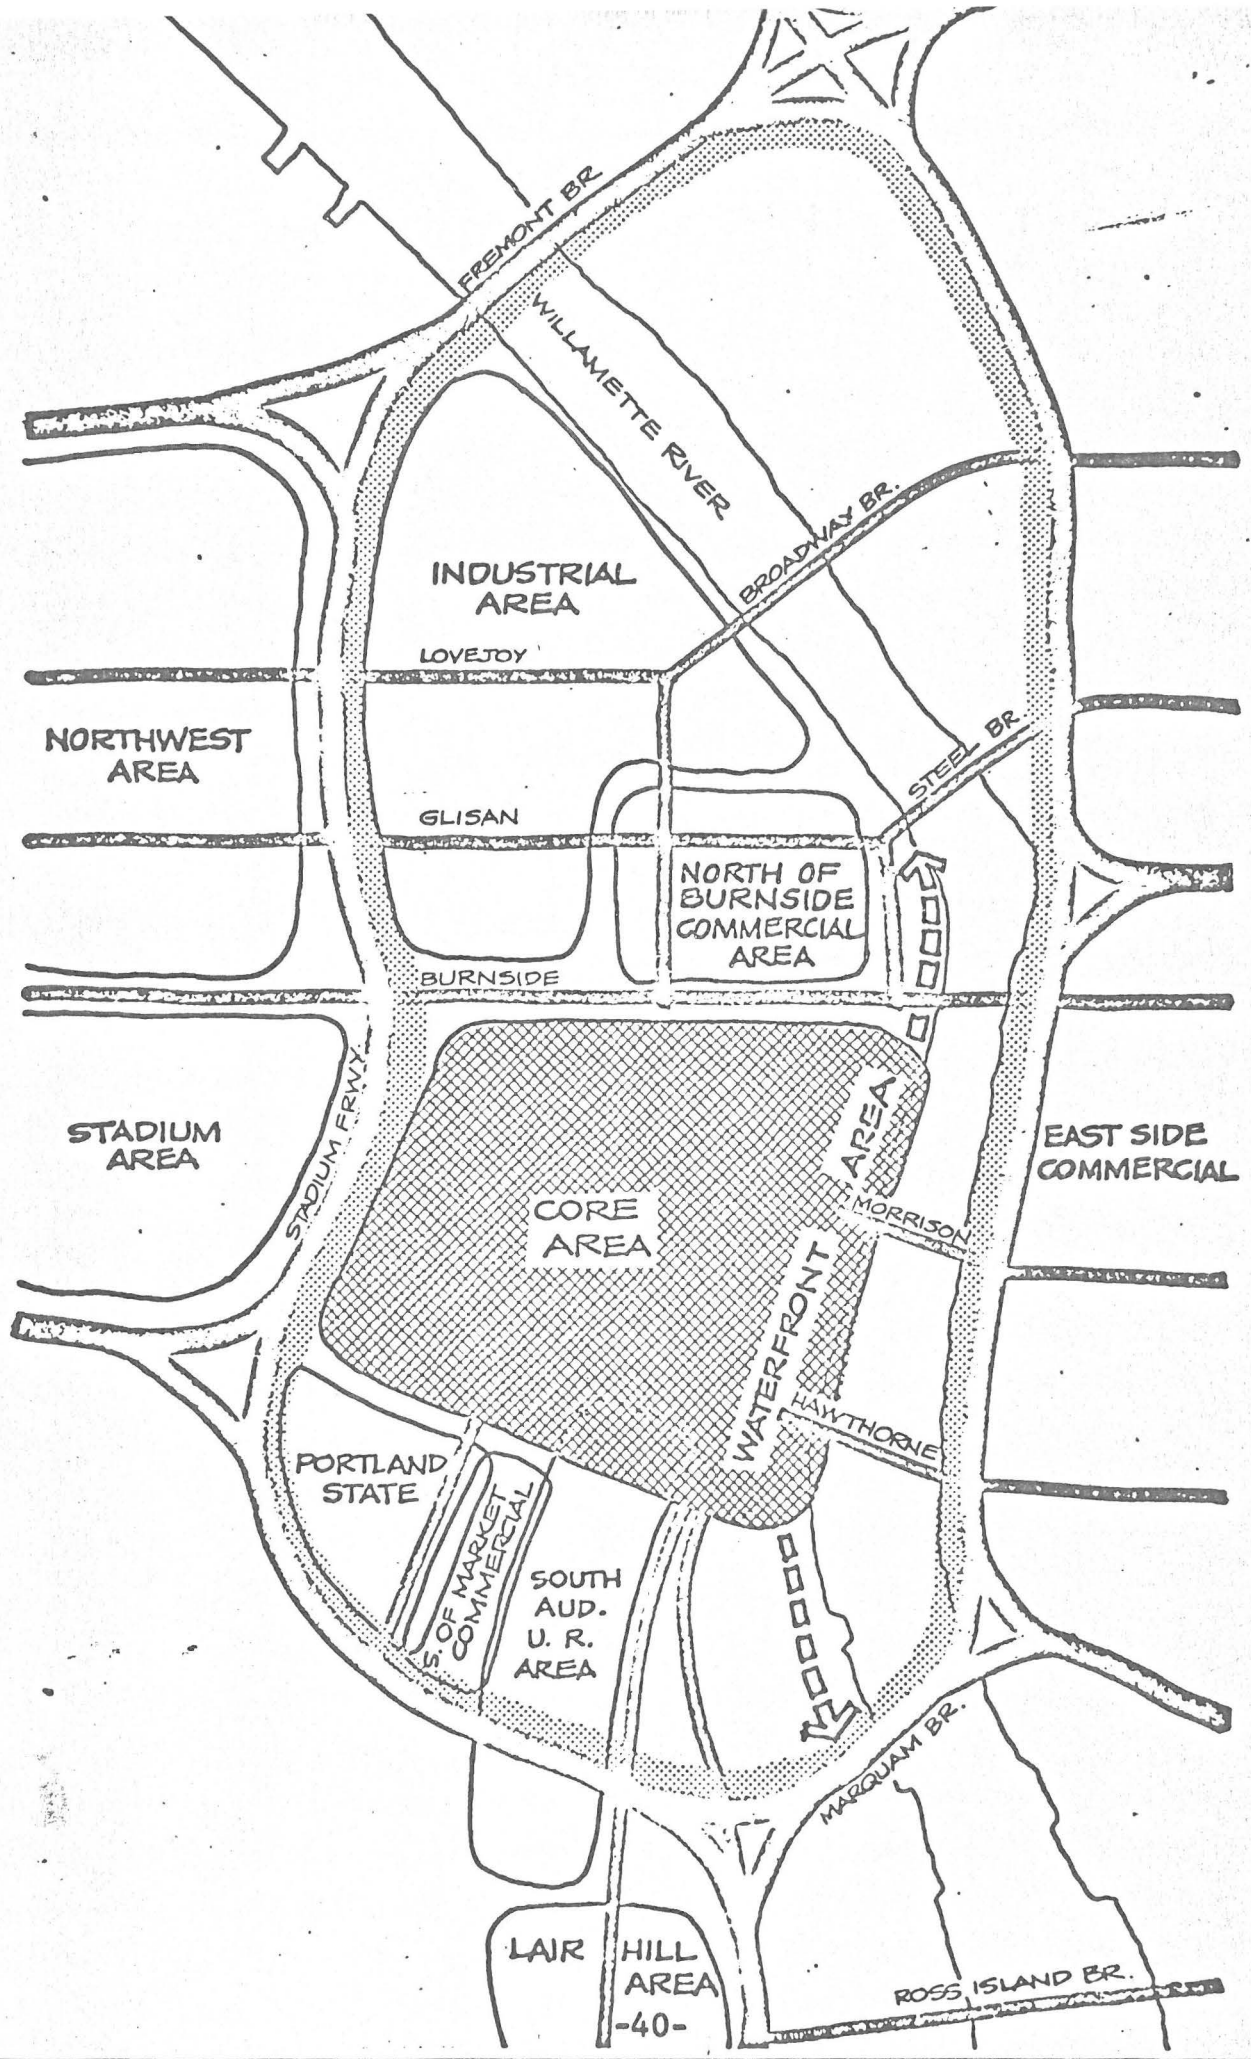 FREMONT BR
WILLAMETTE RIVER
BROADWAY BR.
INDUSTRIAL
AREA
LOVEJOY
NORTHWEST
AREA
STEEL BR
GLISAN
NORTH OF
BURNSIDE
COMMERCIAL
AREA
BURNSIDE
STADIUM FRWY
STADIUM
AREA
EAST SIDE
COMMERCIAL
CORE
AREA
WATERFRONT AREA
MORRISON
HAWTHORNE
PORTLAND
STATE
S. OF MARKET
COMMERCIAL
SOUTH
AUD.
U. R.
AREA
MARQUAM BR.
LAIR HILL
AREA
ROSS ISLAND BR.
-40-